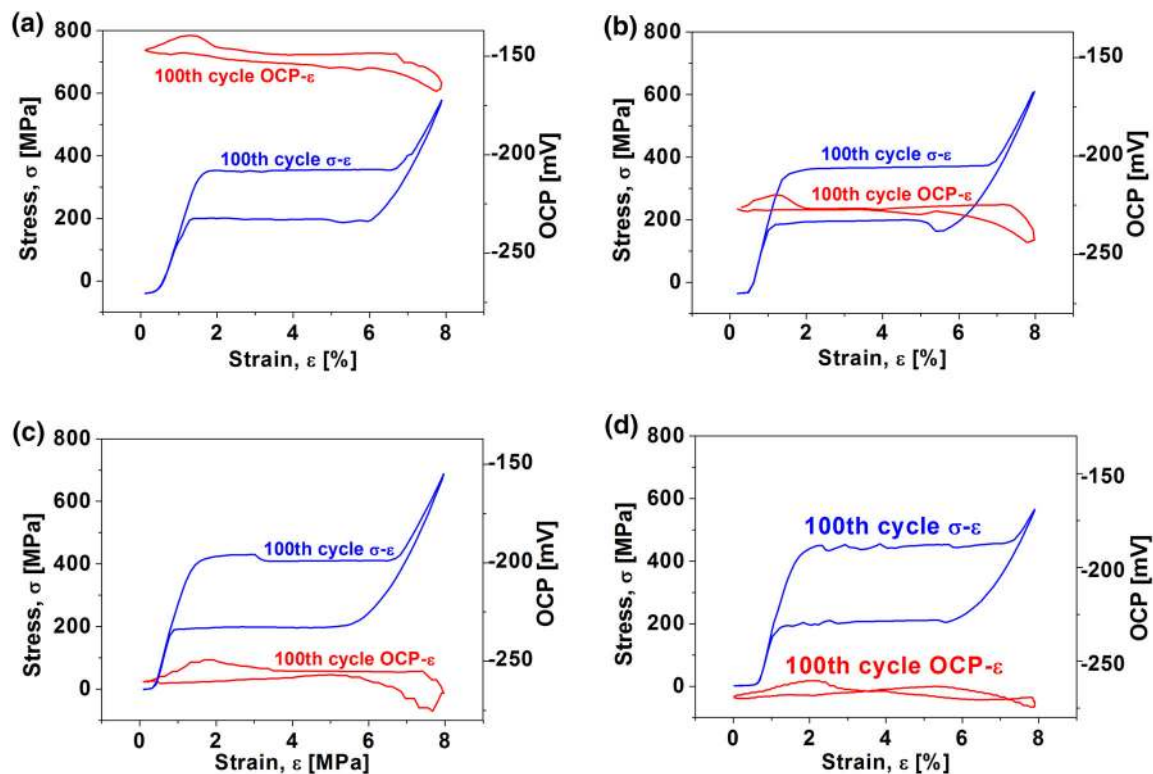 (a)
800
600
400
200
0
Stress, σ [MPa]
-150
-200
-250
OCP [mV]
100th cycle OCP-ε
100th cycle σ-ε
0 2 4 6 8
Strain, ε [%]
(b)
800
600
400
200
0
Stress, σ [MPa]
-150
-200
-250
OCP [mV]
100th cycle σ-ε
100th cycle OCP-ε
0 2 4 6 8
Strain, ε [%]
(c)
800
600
400
200
0
Stress, σ [MPa]
-150
-200
-250
OCP [mV]
100th cycle σ-ε
100th cycle OCP-ε
0 2 4 6 8
Strain, ε [MPa]
(d)
800
600
400
200
0
Stress, σ [MPa]
-150
-200
-250
OCP [mV]
100th cycle σ-ε
100th cycle OCP-ε
0 2 4 6 8
Strain, ε [%]